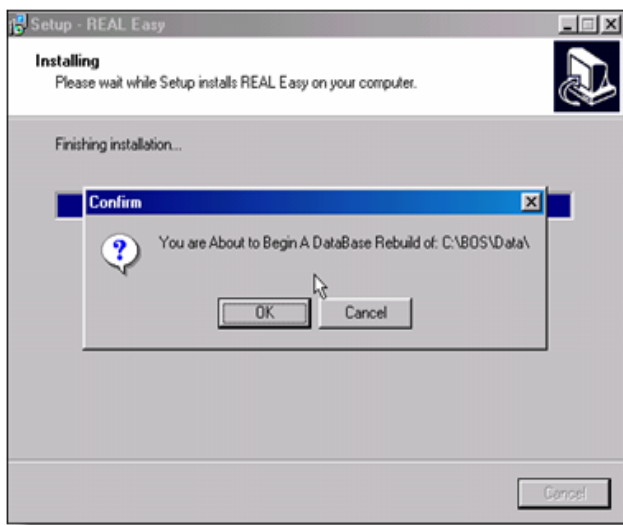 Setup - REAL Easy
Installing
Please wait while Setup installs REAL Easy on your computer.
Finishing installation...
Confirm
You are About to Begin A DataBase Rebuild of: C:\BOS\Data\
OK
Cancel
Cancel